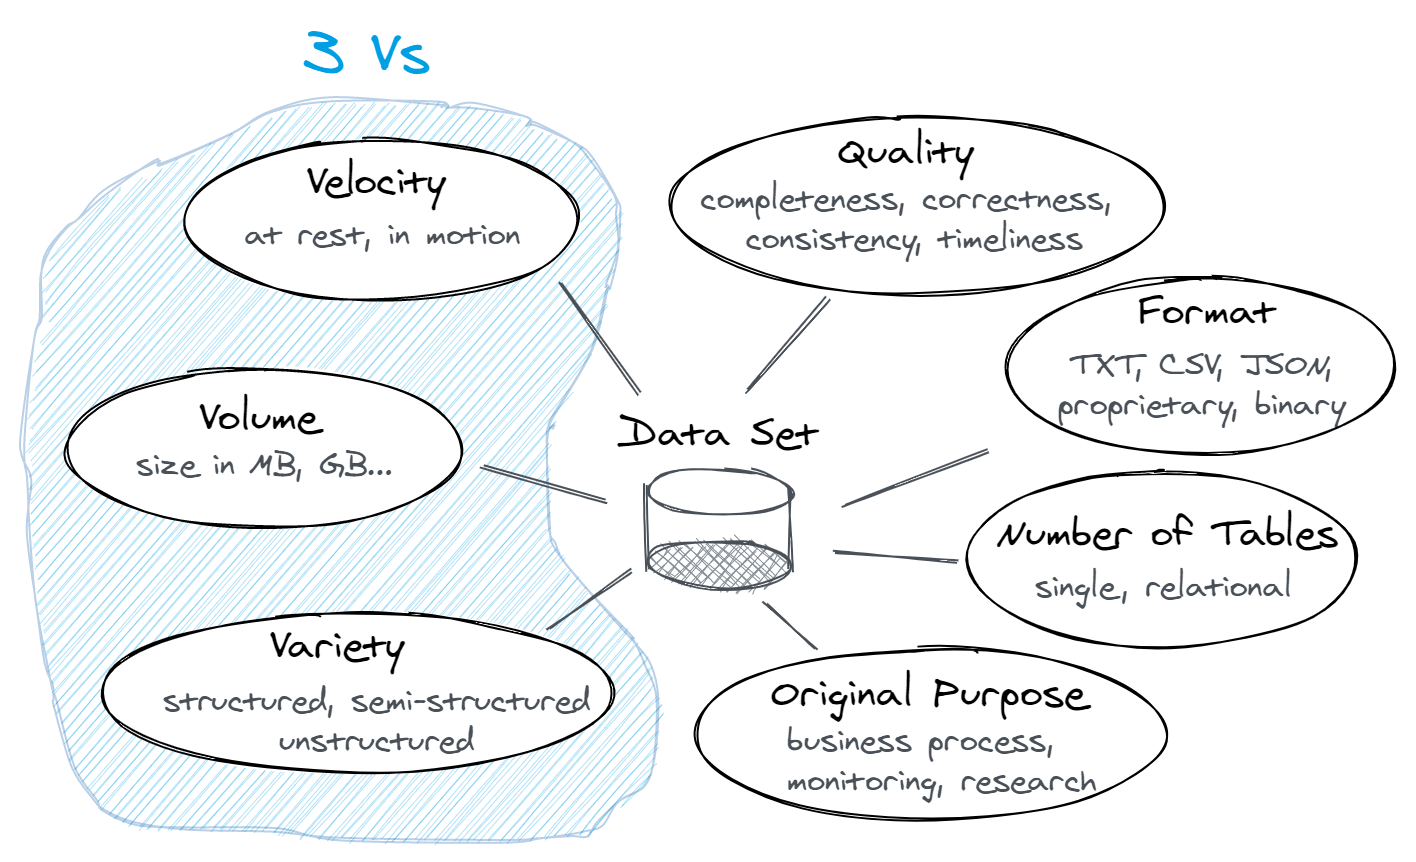 3 Vs
Velocity
at rest, in motion
Volume
size in MB, GB...
Variety
structured, semi-structured
unstructured
Data Set
Quality
completeness, correctness,
consistency, timeliness
Format
TXT, CSV, JSON,
proprietary, binary
Number of Tables
single, relational
Original Purpose
business process,
monitoring, research